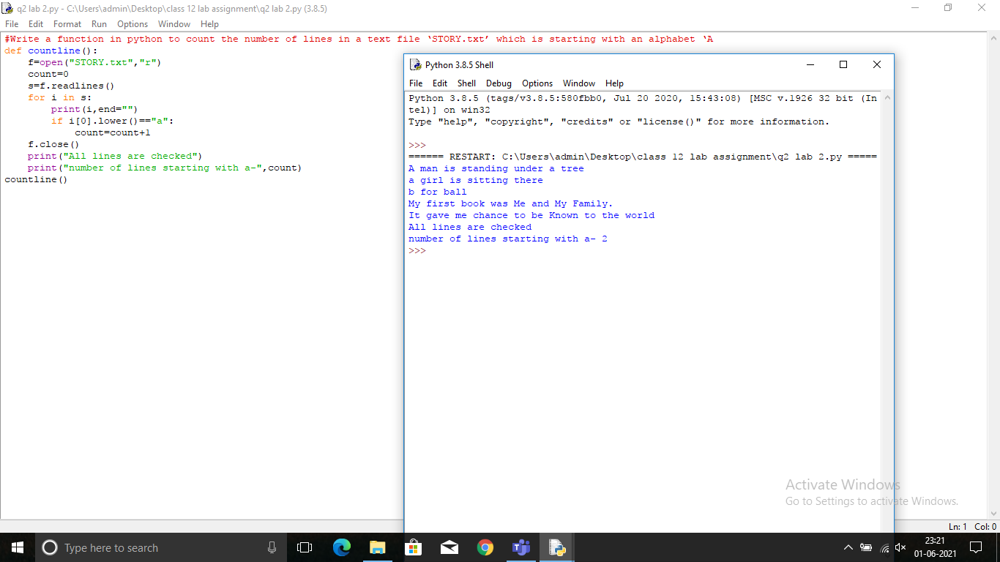 q2 lab 2.py - C:\Users\admin\Desktop\class 12 lab assignment\q2 lab 2.py (3.8.5)
File Edit Format Run Options Window Help
#Write a function in python to count the number of lines in a text file ‘STORY.txt’ which is starting with an alphabet ‘A
def countline():
    f=open("STORY.txt","r")
    count=0
    s=f.readlines()
    for i in s:
        print(i,end="")
        if i[0].lower()=="a":
            count=count+1
    f.close()
    print("All lines are checked")
    print("number of lines starting with a-",count)
countline()
Python 3.8.5 Shell
File Edit Shell Debug Options Window Help
Python 3.8.5 (tags/v3.8.5:580fbb0, Jul 20 2020, 15:43:08) [MSC v.1926 32 bit (In
tel)] on win32
Type "help", "copyright", "credits" or "license()" for more information.
>>>
====== RESTART: C:\Users\admin\Desktop\class 12 lab assignment\q2 lab 2.py =====
A man is standing under a tree
a girl is sitting there
b for ball
My first book was Me and My Family.
It gave me chance to be Known to the world
All lines are checked
number of lines starting with a- 2
>>>
Activate Windows
Go to Settings to activate Windows.
Ln: 1 Col: 0
Type here to search
23:21
01-06-2021